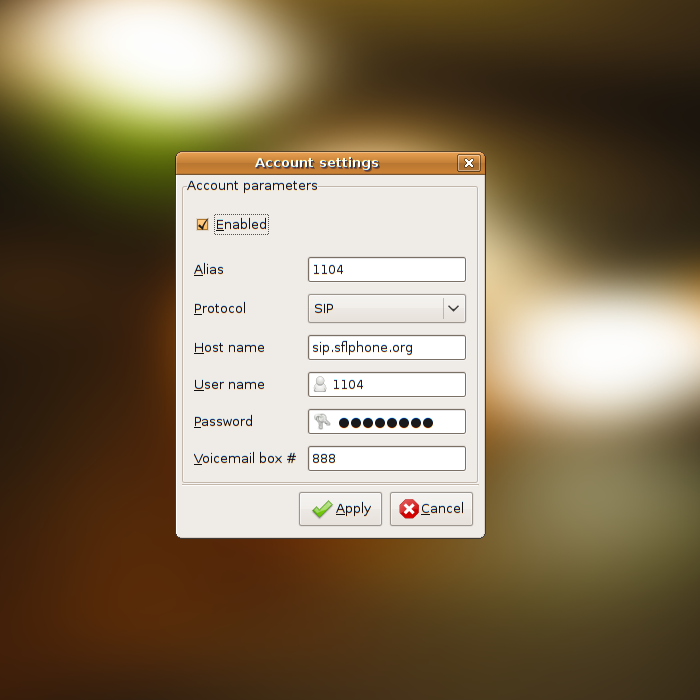 Account settings
Account parameters
Enabled
Alias 1104
Protocol SIP
Host name sip.sflphone.org
User name 1104
Password ●●●●●●●●
Voicemail box # 888
Apply Cancel